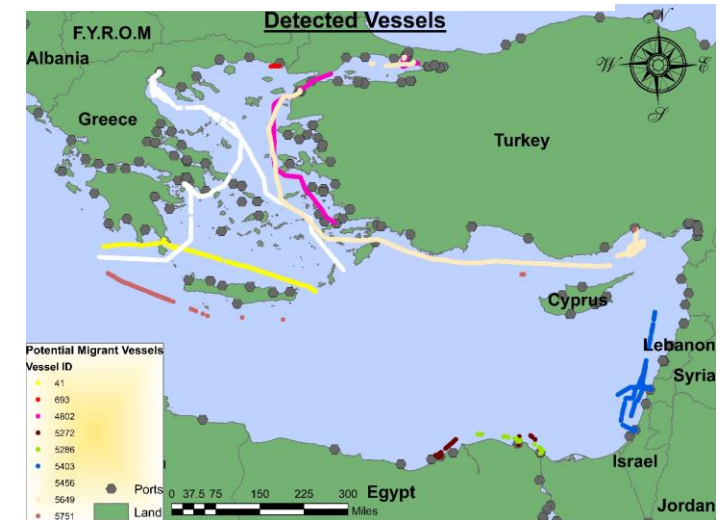 Detected Vessels
N
W
E
S
F.Y.R.O.M
Albania
Greece
Turkey
Cyprus
Lebanon
Syria
Israel
Egypt
Jordan
Potential Migrant Vessels
Vessel ID
41
693
4802
5272
5286
5403
5456
5649
5751
Ports
Land
0 37.5 75 150 225 300
Miles